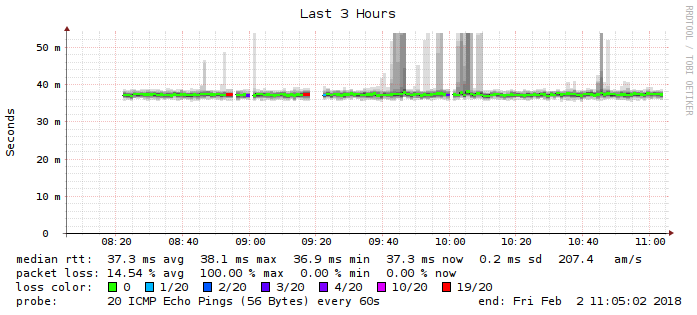 Last 3 Hours
RRDTOOL / TOBI OETIKER
Seconds
50 m
40 m
30 m
20 m
10 m
0
08:20 08:40 09:00 09:20 09:40 10:00 10:20 10:40 11:00
median rtt: 37.3 ms avg 38.1 ms max 36.9 ms min 37.3 ms now 0.2 ms sd 207.4 am/s
packet loss: 14.54 % avg 100.00 % max 0.00 % min 0.00 % now
loss color: 0 1/20 2/20 3/20 4/20 10/20 19/20
probe: 20 ICMP Echo Pings (56 Bytes) every 60s end: Fri Feb 2 11:05:02 2018